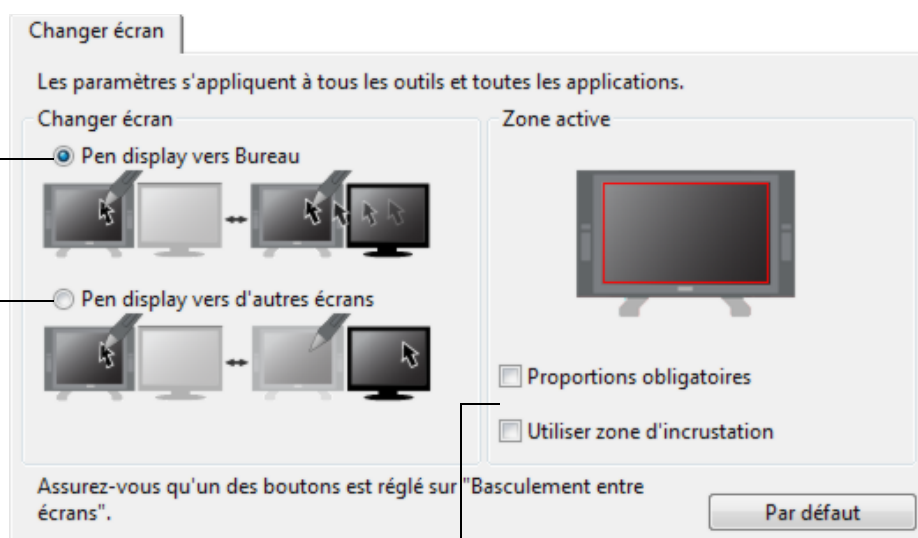 Changer écran
Les paramètres s'appliquent à tous les outils et toutes les applications.
Changer écran
Pen display vers Bureau
Pen display vers d'autres écrans
Zone active
Proportions obligatoires
Utiliser zone d'incrustation
Assurez-vous qu'un des boutons est réglé sur "Basculement entre
écrans".
Par défaut